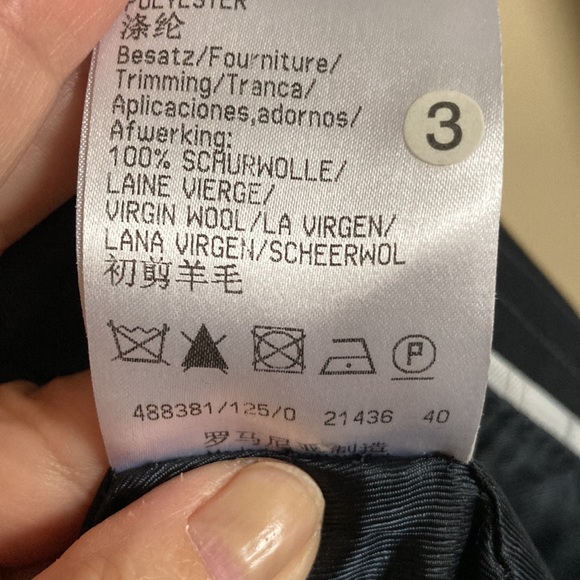 POLYESTER
涤纶
Besatz/Fourniture/
Trimming/Tranca/
Aplicaciones,adornos/
Afwerking:
100% SCHURWOLLE/
LAINE VIERGE/
VIRGIN WOOL/LA VIRGEN/
LANA VIRGEN/SCHEERWOL
初剪羊毛
3
P
488381/125/0 21436 40
罗马尼亚制造